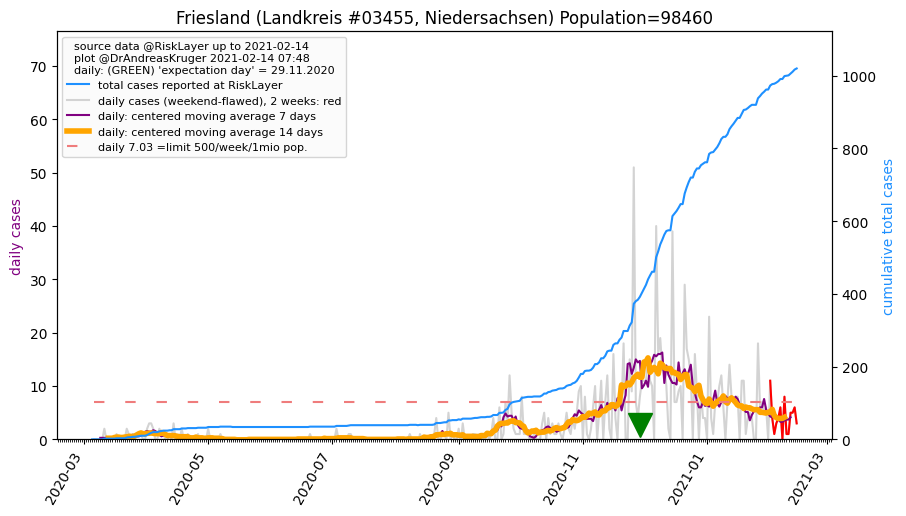 Friesland (Landkreis #03455, Niedersachsen) Population=98460
source data @RiskLayer up to 2021-02-14
plot @DrAndreasKruger 2021-02-14 07:48
daily: (GREEN) 'expectation day' = 29.11.2020
total cases reported at RiskLayer
daily cases (weekend-flawed), 2 weeks: red
daily: centered moving average 7 days
daily: centered moving average 14 days
daily 7.03 =limit 500/week/1mio pop.
daily cases
70
60
50
40
30
20
10
0
1000
800
600
400
200
0
cumulative total cases
2020-03
2020-05
2020-07
2020-09
2020-11
2021-01
2021-03